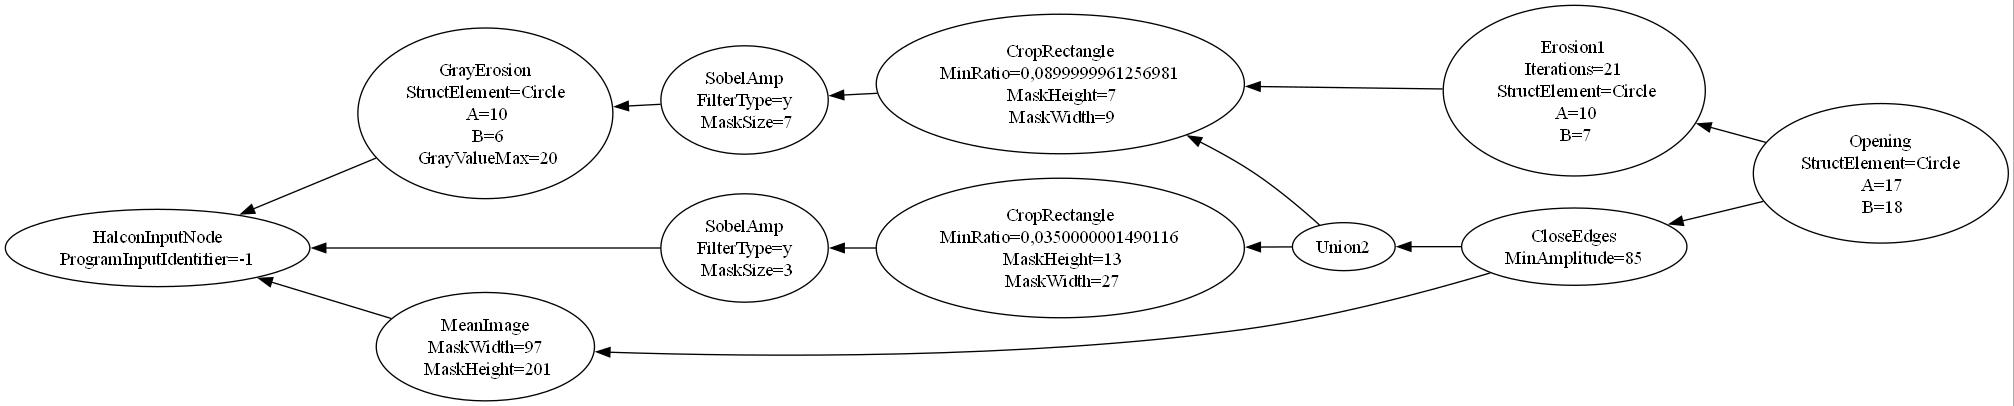 GrayErosion
StructElement=Circle
A=10
B=6
GrayValueMax=20
SobelAmp
FilterType=y
MaskSize=7
CropRectangle
MinRatio=0,0899999961256981
MaskHeight=7
MaskWidth=9
Erosion1
Iterations=21
StructElement=Circle
A=10
B=7
Opening
StructElement=Circle
A=17
B=18
HalconInputNode
ProgramInputIdentifier=-1
SobelAmp
FilterType=y
MaskSize=3
CropRectangle
MinRatio=0,0350000001490116
MaskHeight=13
MaskWidth=27
Union2
CloseEdges
MinAmplitude=85
MeanImage
MaskWidth=97
MaskHeight=201